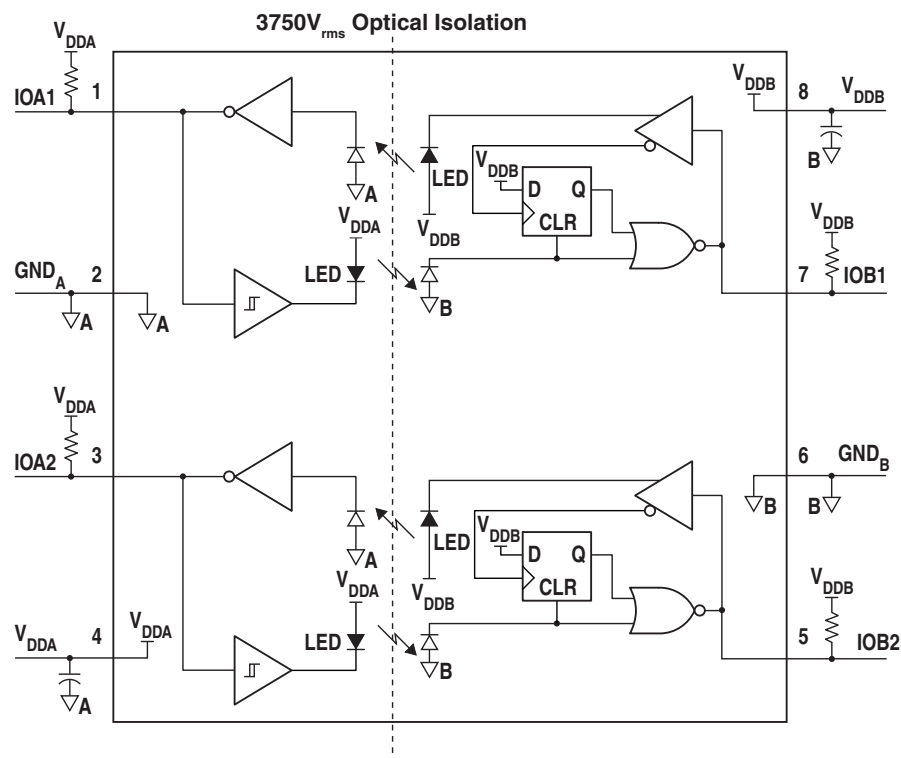 3750Vrms Optical Isolation
VDDA
IOA1
1
A
LED
VDDB
VDDB
D
Q
CLR
VDDB
8
VDDB
B
VDDA
LED
B
VDDB
7
IOB1
GNDA
2
A
A
VDDA
IOA2
3
A
LED
VDDB
VDDB
D
Q
CLR
6
GNDB
B
B
VDDA
LED
B
VDDB
5
IOB2
VDDA
4
VDDA
A